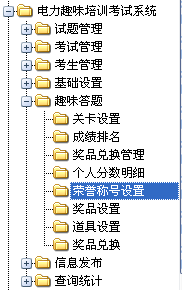 电力趣味培训考试系统
试题管理
考试管理
考生管理
基础设置
趣味答题
关卡设置
成绩排名
奖品兑换管理
个人分数明细
荣誉称号设置
奖品设置
道具设置
奖品兑换
信息发布
查询统计